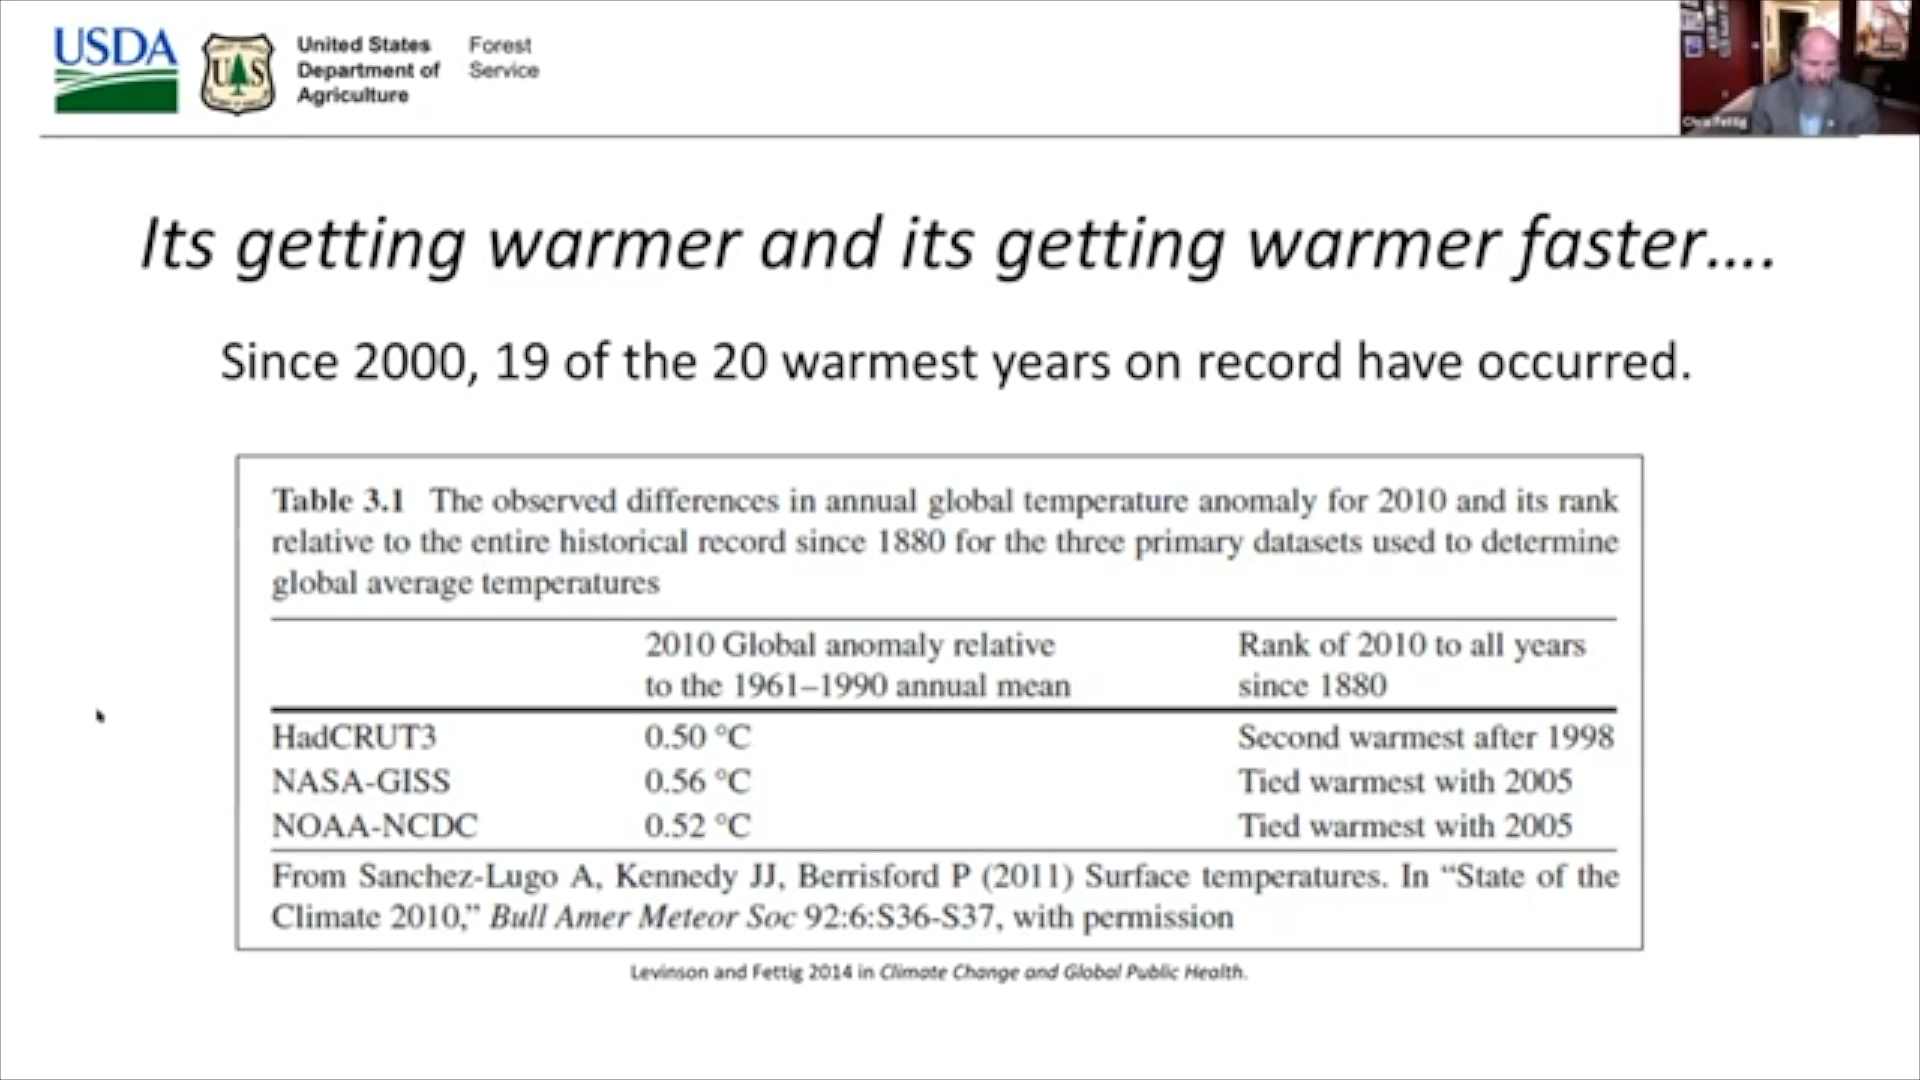 USDA
UAS
United States Forest
Department of Service
Agriculture
Chris Fettig
Its getting warmer and its getting warmer faster....
Since 2000, 19 of the 20 warmest years on record have occurred.
Table 3.1 The observed differences in annual global temperature anomaly for 2010 and its rank
relative to the entire historical record since 1880 for the three primary datasets used to determine
global average temperatures
2010 Global anomaly relative Rank of 2010 to all years
to the 1961–1990 annual mean since 1880
HadCRUT3 0.50 °C Second warmest after 1998
NASA-GISS 0.56 °C Tied warmest with 2005
NOAA-NCDC 0.52 °C Tied warmest with 2005
From Sanchez-Lugo A, Kennedy JJ, Berrisford P (2011) Surface temperatures. In “State of the
Climate 2010,” Bull Amer Meteor Soc 92:6:S36-S37, with permission
Levinson and Fettig 2014 in Climate Change and Global Public Health.